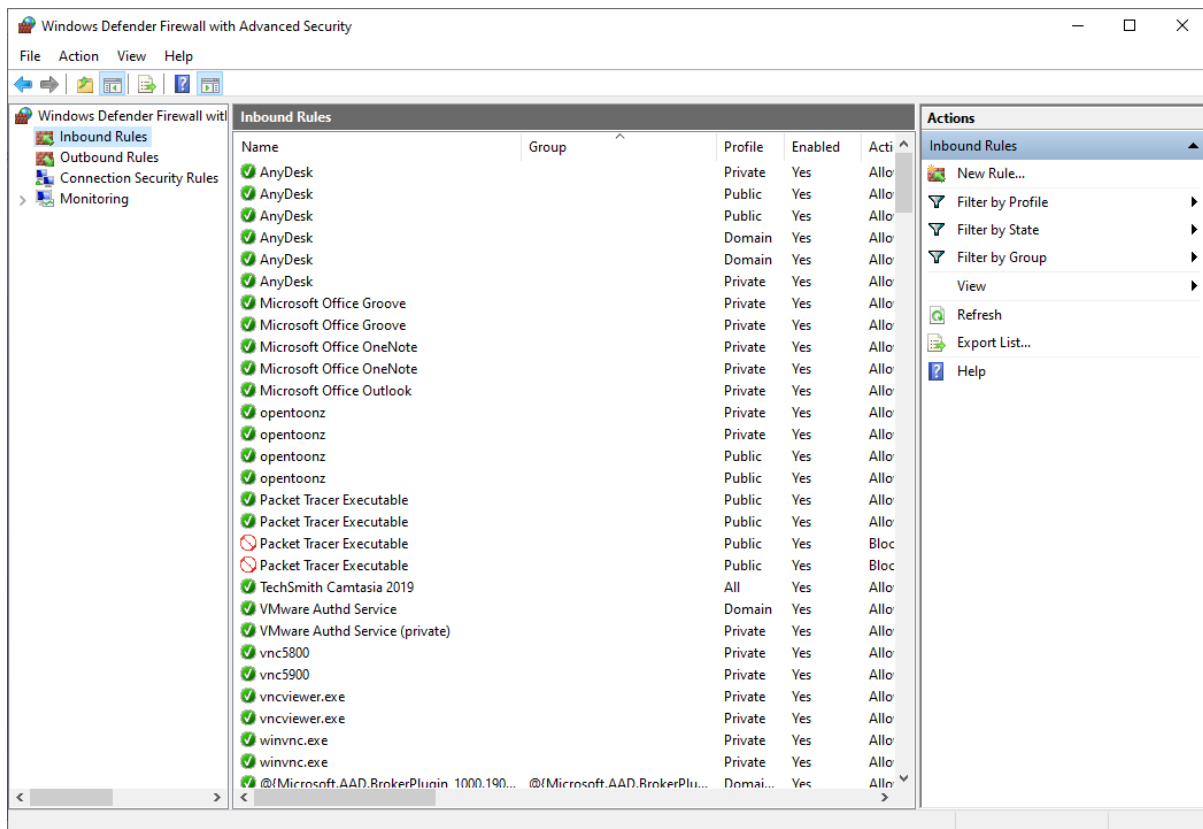 Windows Defender Firewall with Advanced Security
File Action View Help
Windows Defender Firewall witl
Inbound Rules
Outbound Rules
Connection Security Rules
Monitoring
Inbound Rules
Name Group Profile Enabled Acti
AnyDesk Private Yes Allo
AnyDesk Public Yes Allo
AnyDesk Public Yes Allo
AnyDesk Domain Yes Allo
AnyDesk Domain Yes Allo
AnyDesk Private Yes Allo
Microsoft Office Groove Private Yes Allo
Microsoft Office Groove Private Yes Allo
Microsoft Office OneNote Private Yes Allo
Microsoft Office OneNote Private Yes Allo
Microsoft Office Outlook Private Yes Allo
opentoonz Private Yes Allo
opentoonz Private Yes Allo
opentoonz Public Yes Allo
opentoonz Public Yes Allo
Packet Tracer Executable Public Yes Allo
Packet Tracer Executable Public Yes Allo
Packet Tracer Executable Public Yes Bloc
Packet Tracer Executable Public Yes Bloc
TechSmith Camtasia 2019 All Yes Allo
VMware Authd Service Domain Yes Allo
VMware Authd Service (private) Private Yes Allo
vnc5800 Private Yes Allo
vnc5900 Private Yes Allo
vncviewer.exe Private Yes Allo
vncviewer.exe Private Yes Allo
winvnc.exe Private Yes Allo
winvnc.exe Private Yes Allo
@{Microsoft.AAD.BrokerPlugin_1000.190... @{Microsoft.AAD.BrokerPlu... Domai... Yes Allo
Actions
Inbound Rules
New Rule...
Filter by Profile
Filter by State
Filter by Group
View
Refresh
Export List...
Help